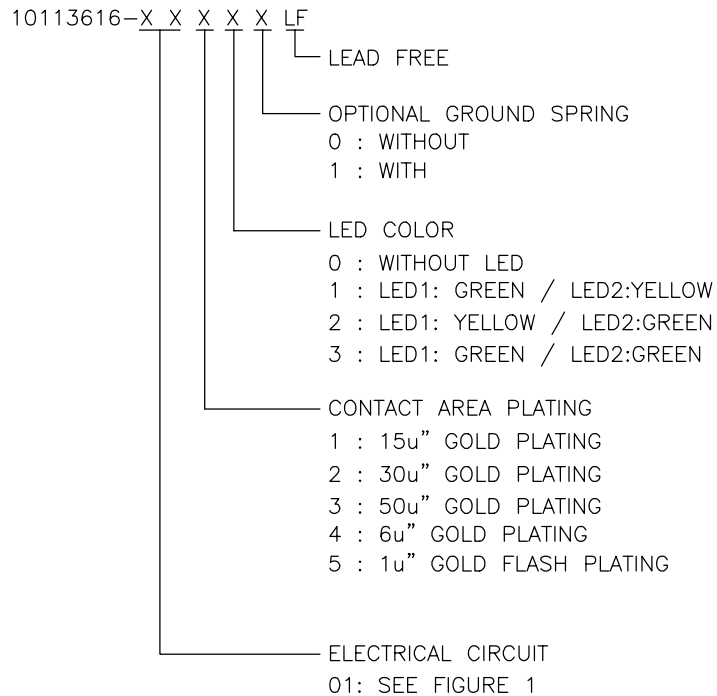 10113616-X X X X X LF
LEAD FREE
OPTIONAL GROUND SPRING
0 : WITHOUT
1 : WITH
LED COLOR
0 : WITHOUT LED
1 : LED1: GREEN / LED2:YELLOW
2 : LED1: YELLOW / LED2:GREEN
3 : LED1: GREEN / LED2:GREEN
CONTACT AREA PLATING
1 : 15u" GOLD PLATING
2 : 30u" GOLD PLATING
3 : 50u" GOLD PLATING
4 : 6u" GOLD PLATING
5 : 1u" GOLD FLASH PLATING
ELECTRICAL CIRCUIT
01: SEE FIGURE 1